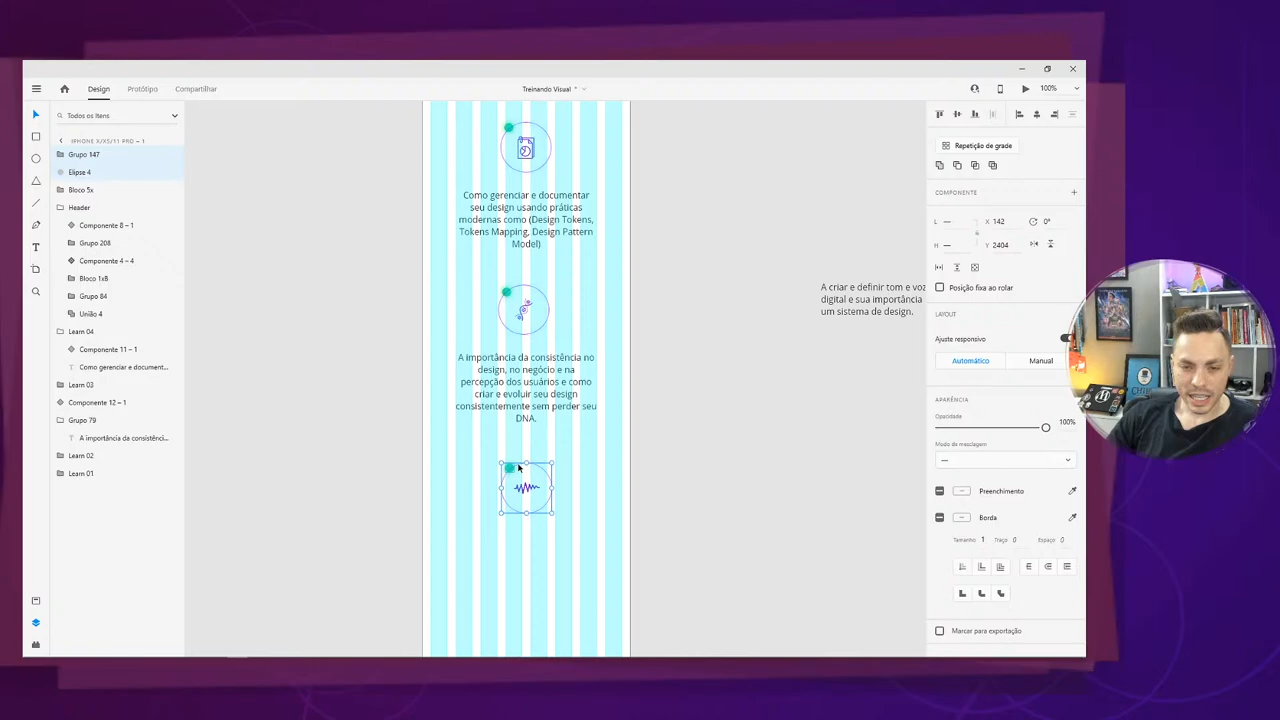 Design
Protótipo
Compartilhar
Treinando Visual *
100%
Todos os Itens
IPHONE X/XS/11 PRO – 1
Grupo 147
Elipse 4
Bloco 5x
Header
Componente 8 – 1
Grupo 208
Componente 4 – 4
Bloco 1x8
Grupo 84
União 4
Learn 04
Componente 11 – 1
Como gerenciar e document...
Learn 03
Componente 12 – 1
Grupo 79
A importância da consistênci...
Learn 02
Learn 01
Como gerenciar e documentar
seu design usando práticas
modernas como (Design Tokens,
Tokens Mapping, Design Pattern
Model)
A importância da consistência no
design, no negócio e na
percepção dos usuários e como
criar e evoluir seu design
consistentemente sem perder seu
DNA.
A criar e definir tom e voz
digital e sua importância
um sistema de design.
Repetição de grade
COMPONENTE
L — X 142 0°
H — Y 2404
Posição fixa ao rolar
LAYOUT
Ajuste responsivo
Automático
Manual
APARÊNCIA
Opacidade
100%
Modo de mesclagem
—
Preenchimento
Borda
Tamanho 1 Traço 0 Espaço 0
Marcar para exportação